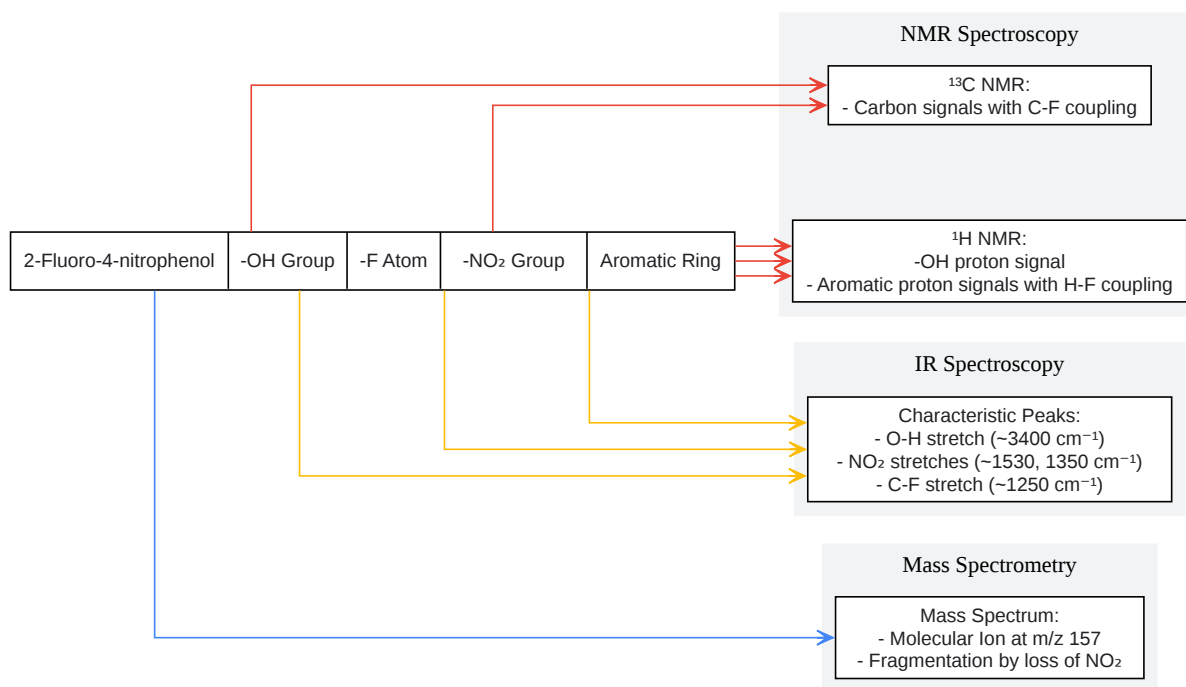 NMR Spectroscopy
¹³C NMR:
- Carbon signals with C-F coupling
2-Fluoro-4-nitrophenol
-OH Group
-F Atom
-NO₂ Group
Aromatic Ring
¹H NMR:
-OH proton signal
- Aromatic proton signals with H-F coupling
IR Spectroscopy
Characteristic Peaks:
- O-H stretch (~3400 cm⁻¹)
- NO₂ stretches (~1530, 1350 cm⁻¹)
- C-F stretch (~1250 cm⁻¹)
Mass Spectrometry
Mass Spectrum:
- Molecular Ion at m/z 157
- Fragmentation by loss of NO₂